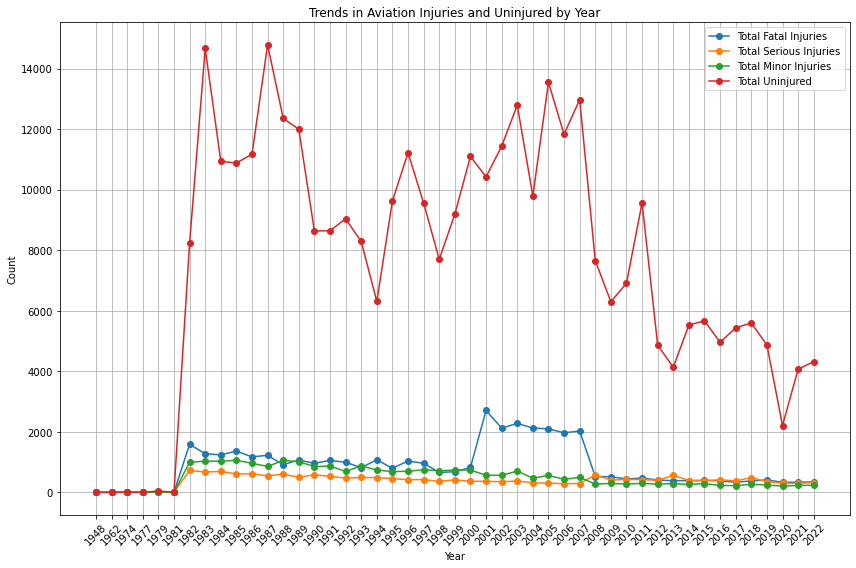 Trends in Aviation Injuries and Uninjured by Year
Total Fatal Injuries
Total Serious Injuries
Total Minor Injuries
Total Uninjured
14000
12000
10000
8000
6000
4000
2000
0
Count
1948 1962 1974 1977 1979 1981 1982 1983 1984 1985 1986 1987 1988 1989 1990 1991 1992 1993 1994 1995 1996 1997 1998 1999 2000 2001 2002 2003 2004 2005 2006 2007 2008 2009 2010 2011 2012 2013 2014 2015 2016 2017 2018 2019 2020 2021 2022
Year